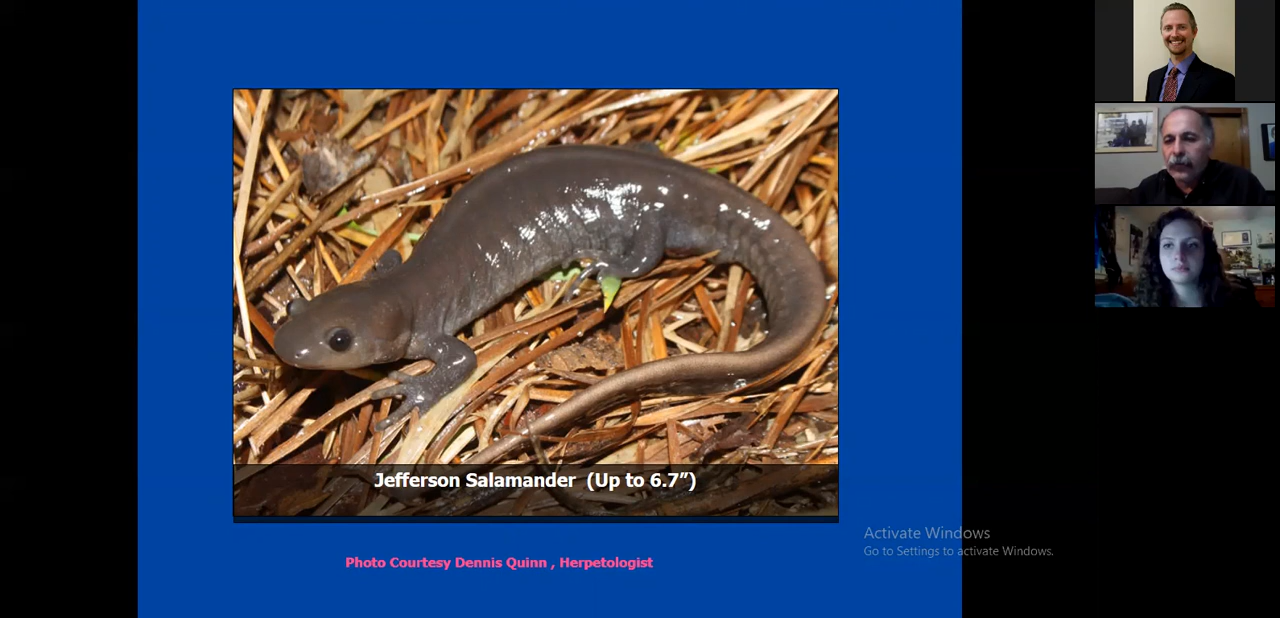 Jefferson Salamander (Up to 6.7”)
Photo Courtesy Dennis Quinn , Herpetologist
Activate Windows
Go to Settings to activate Windows.